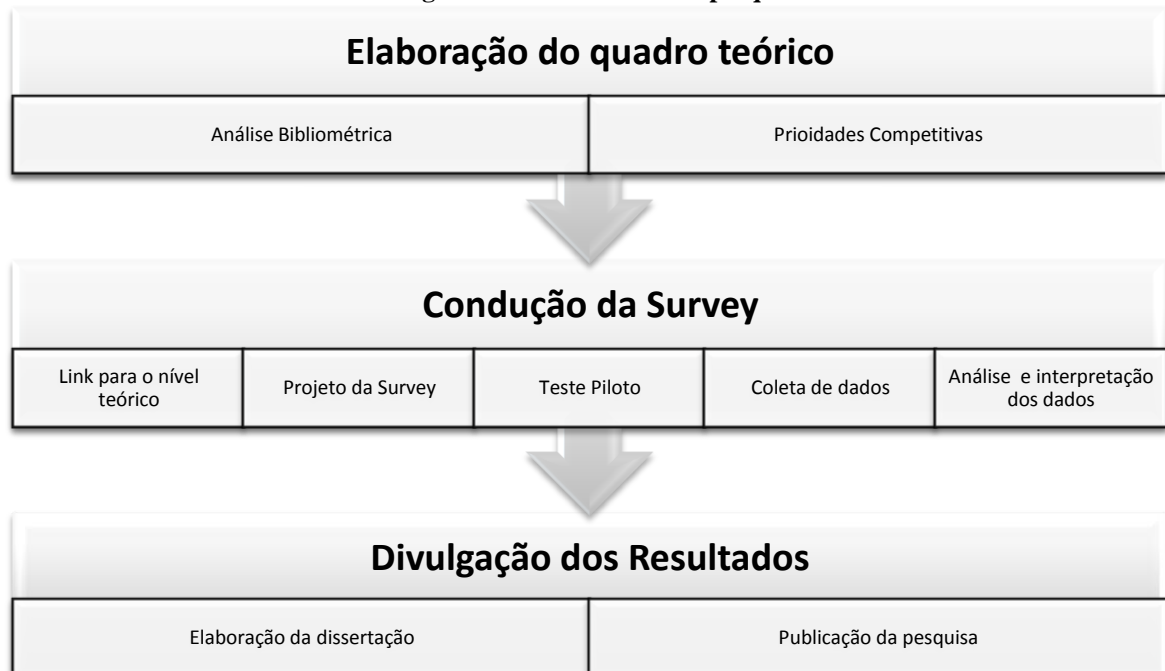 Elaboração do quadro teórico
Análise Bibliométrica
Prioidades Competitivas
Condução da Survey
Link para o nível
teórico
Projeto da Survey
Teste Piloto
Coleta de dados
Análise e interpretação
dos dados
Divulgação dos Resultados
Elaboração da dissertação
Publicação da pesquisa